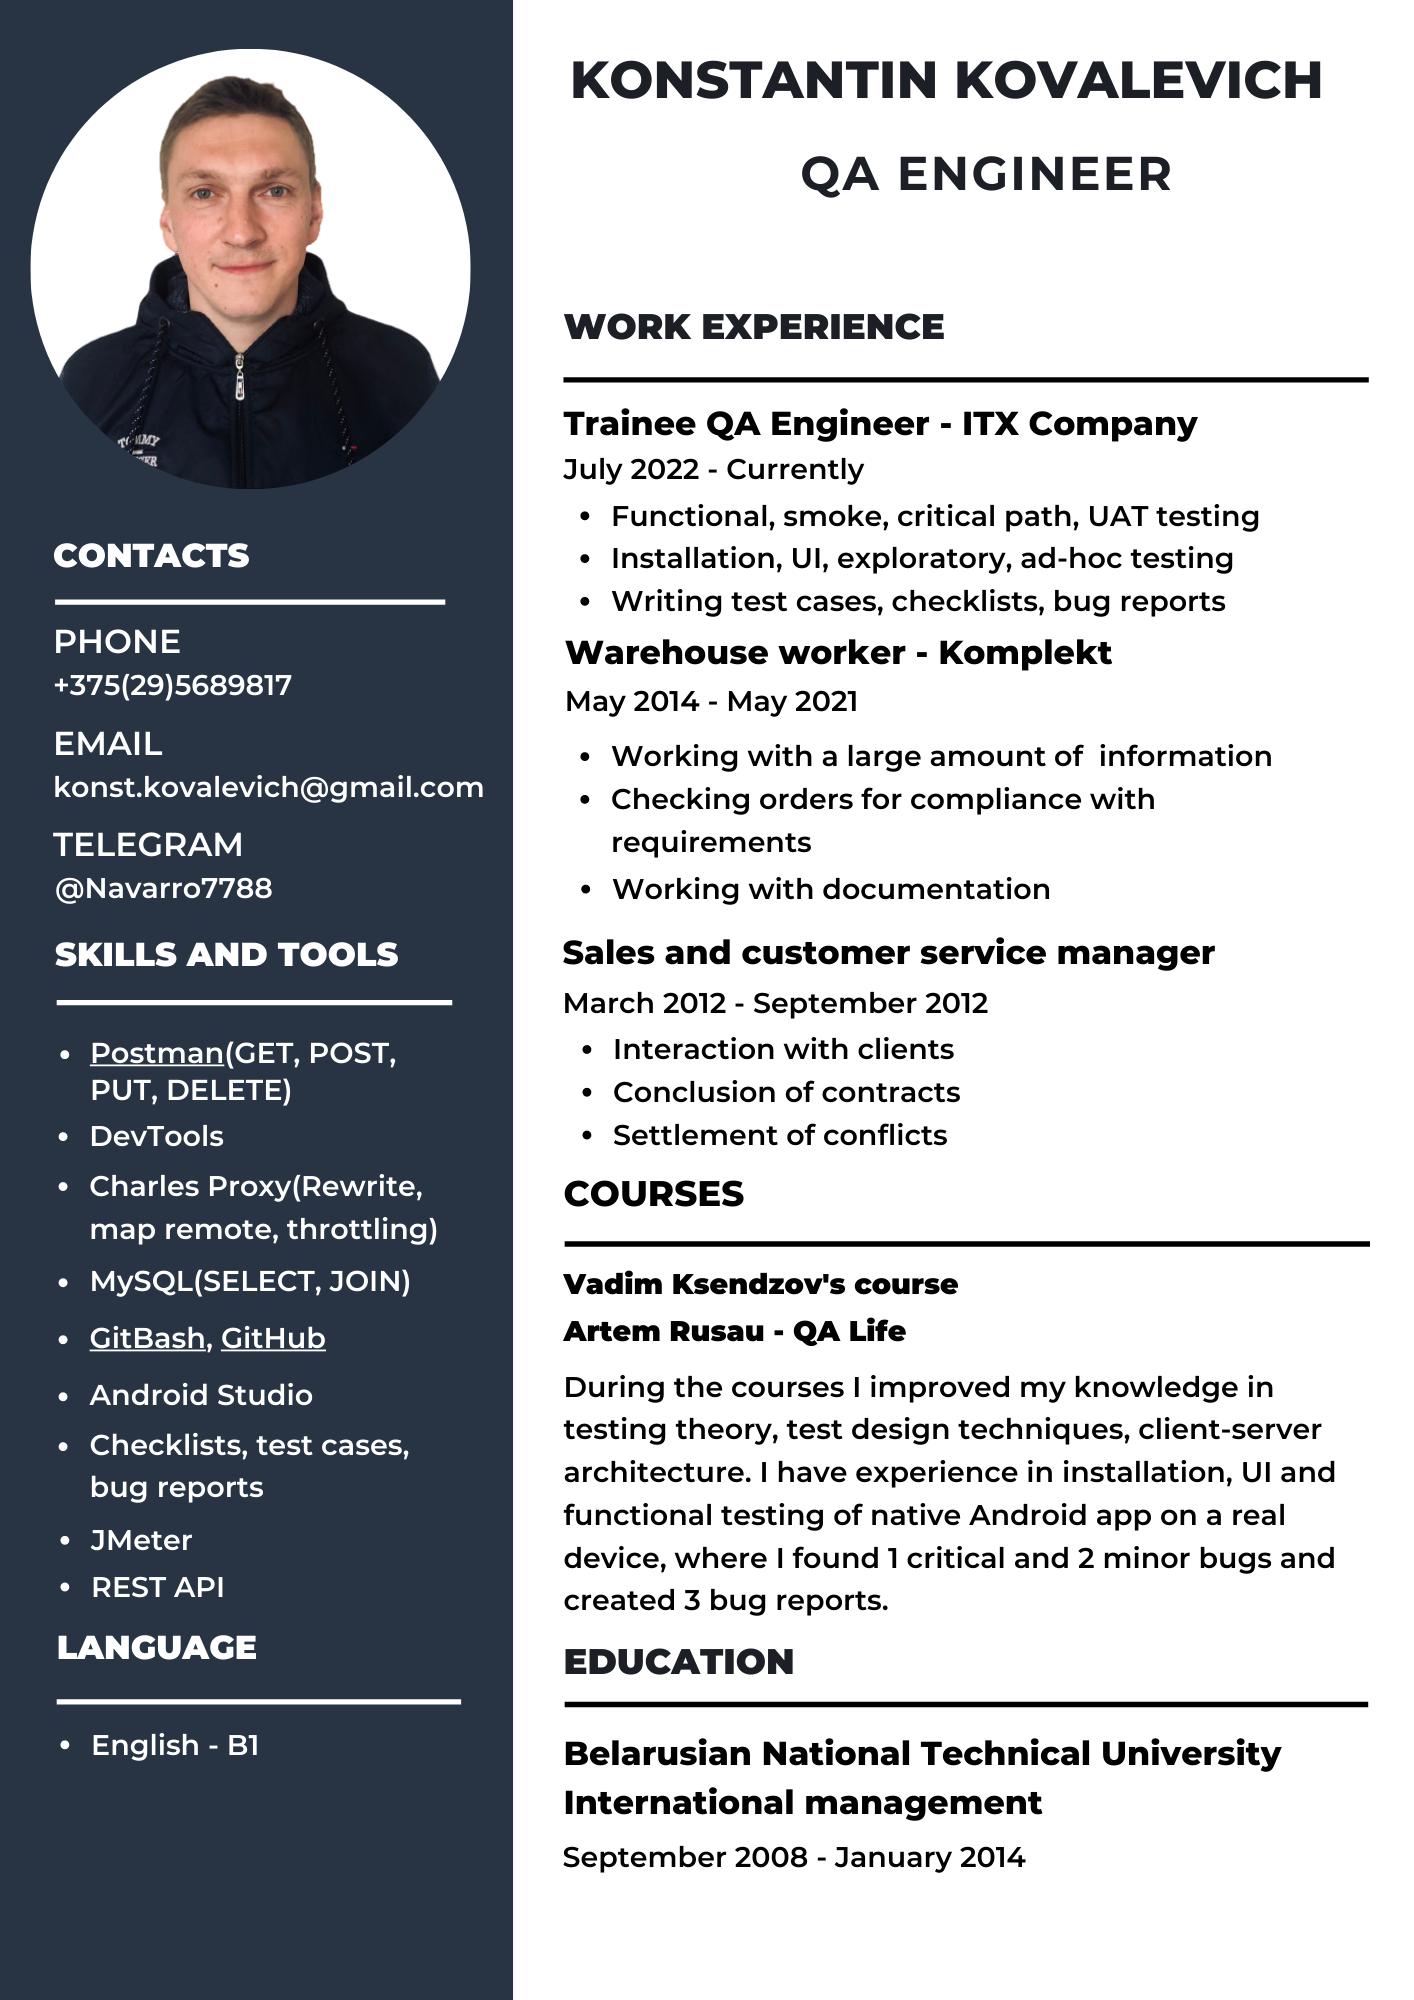 KONSTANTIN KOVALEVICH
QA ENGINEER
CONTACTS
PHONE
+375(29)5689817
EMAIL
konst.kovalevich@gmail.com
TELEGRAM
@Navarro7788
SKILLS AND TOOLS
• Postman(GET, POST,
PUT, DELETE)
• DevTools
• Charles Proxy(Rewrite,
map remote, throttling)
• MySQL(SELECT, JOIN)
• GitBash, GitHub
• Android Studio
• Checklists, test cases,
bug reports
• JMeter
• REST API
LANGUAGE
• English - B1
WORK EXPERIENCE
Trainee QA Engineer - ITX Company
July 2022 - Currently
• Functional, smoke, critical path, UAT testing
• Installation, UI, exploratory, ad-hoc testing
• Writing test cases, checklists, bug reports
Warehouse worker - Komplekt
May 2014 - May 2021
• Working with a large amount of  information
• Checking orders for compliance with
requirements
• Working with documentation
Sales and customer service manager
March 2012 - September 2012
• Interaction with clients
• Conclusion of contracts
• Settlement of conflicts
COURSES
Vadim Ksendzov's course
Artem Rusau - QA Life
During the courses I improved my knowledge in
testing theory, test design techniques, client-server
architecture. I have experience in installation, UI and
functional testing of native Android app on a real
device, where I found 1 critical and 2 minor bugs and
created 3 bug reports.
EDUCATION
Belarusian National Technical University
International management
September 2008 - January 2014